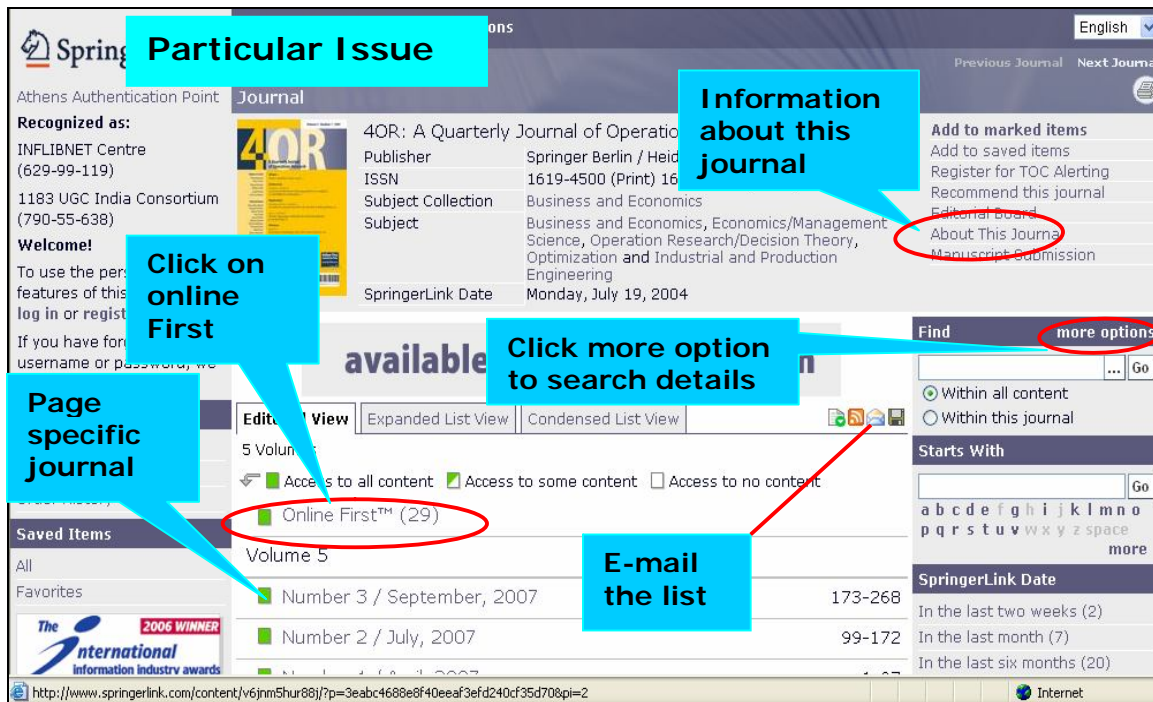 Particular Issue
Spring
ons
English
Previous Journal Next Journa
Athens Authentication Point
Recognized as:
INFLIBNET Centre
(629-99-119)
1183 UGC India Consortium
(790-55-638)
Welcome!
To use the pers
features of this
log in or regist
If you have for
username or password, we
Click on
online
First
Page
specific
journal
Order History
Saved Items
All
Favorites
The
2006 WINNER
International
information industry awards
Journal
4OR
4OR: A Quarterly Journal of Operatio
Publisher Springer Berlin / Heid
ISSN 1619-4500 (Print) 16
Subject Collection Business and Economics
Subject Business and Economics, Economics/Management
Science, Operation Research/Decision Theory,
Optimization and Industrial and Production
Engineering
SpringerLink Date Monday, July 19, 2004
Information
about this
journal
Add to marked items
Add to saved items
Register for TOC Alerting
Recommend this journal
Editorial Board
About This Journal
Manuscript Submission
available
n
Click more option
to search details
Find more options
... Go
Within all content
Within this journal
Starts With
Go
a b c d e f g h i j k l m n o
p q r s t u v w x y z space
more
SpringerLink Date
In the last two weeks (2)
In the last month (7)
In the last six months (20)
Editorial View Expanded List View Condensed List View
5 Volumes
Access to all content Access to some content Access to no content
Online First™ (29)
Volume 5
E-mail
the list
Number 3 / September, 2007 173-268
Number 2 / July, 2007 99-172
http://www.springerlink.com/content/v6jnm5hur88j/?p=3eabc4688e8f40eeaf3efd240cf35d70&pi=2
Internet